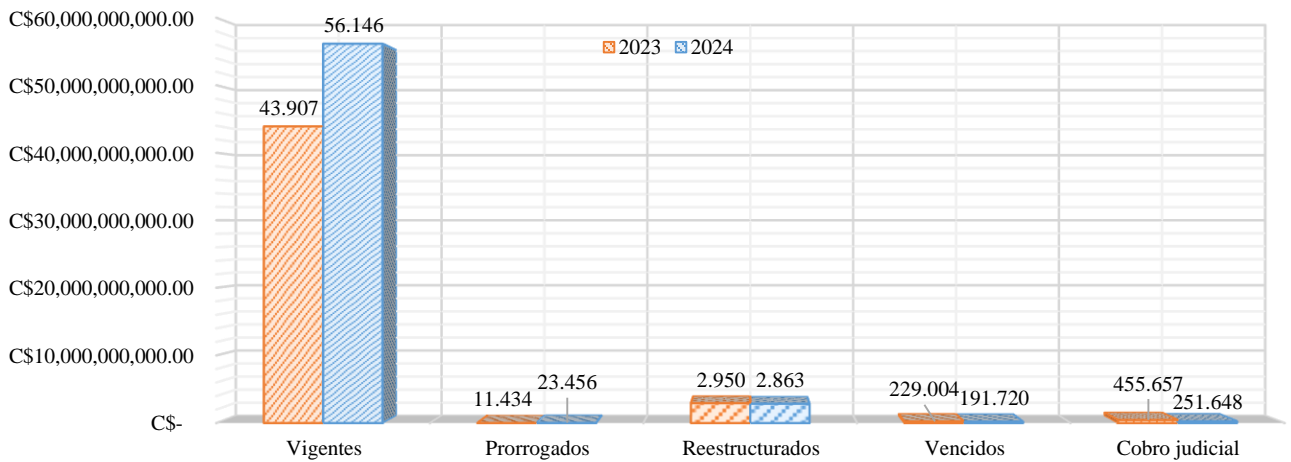 C$60,000,000,000.00
C$50,000,000,000.00
C$40,000,000,000.00
C$30,000,000,000.00
C$20,000,000,000.00
C$10,000,000,000.00
C$-
2023 2024
43.907 56.146
11.434 23.456
2.950 2.863
229.004 191.720
455.657 251.648
Vigentes Prorrogados Reestructurados Vencidos Cobro judicial